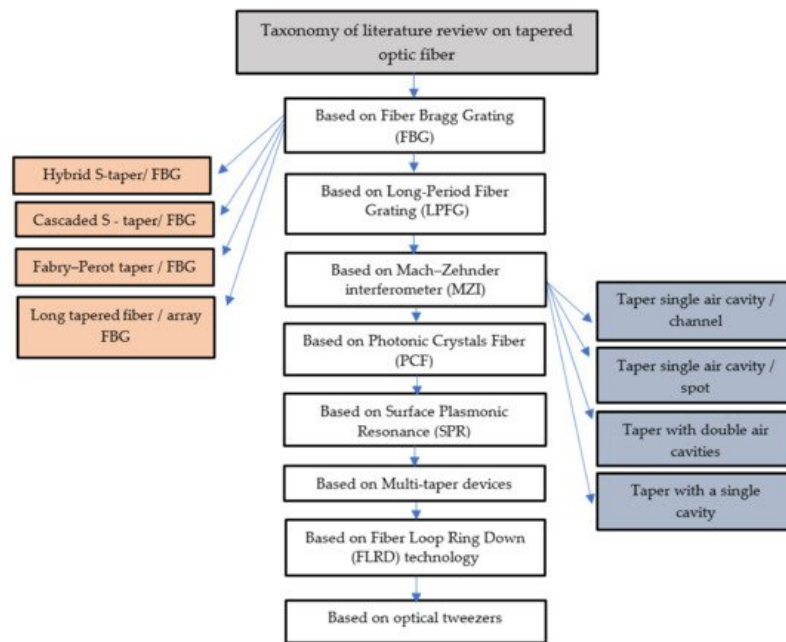 Taxonomy of literature review on tapered
optic fiber
Based on Fiber Bragg Grating
(FBG)
Hybrid S-taper/ FBG
Cascaded S - taper/ FBG
Fabry–Perot taper / FBG
Long tapered fiber / array
FBG
Based on Long-Period Fiber
Grating (LPFG)
Based on Mach–Zehnder
interferometer (MZI)
Taper single air cavity /
channel
Taper single air cavity /
spot
Taper with double air
cavities
Taper with a single
cavity
Based on Photonic Crystals Fiber
(PCF)
Based on Surface Plasmonic
Resonance (SPR)
Based on Multi-taper devices
Based on Fiber Loop Ring Down
(FLRD) technology
Based on optical tweezers